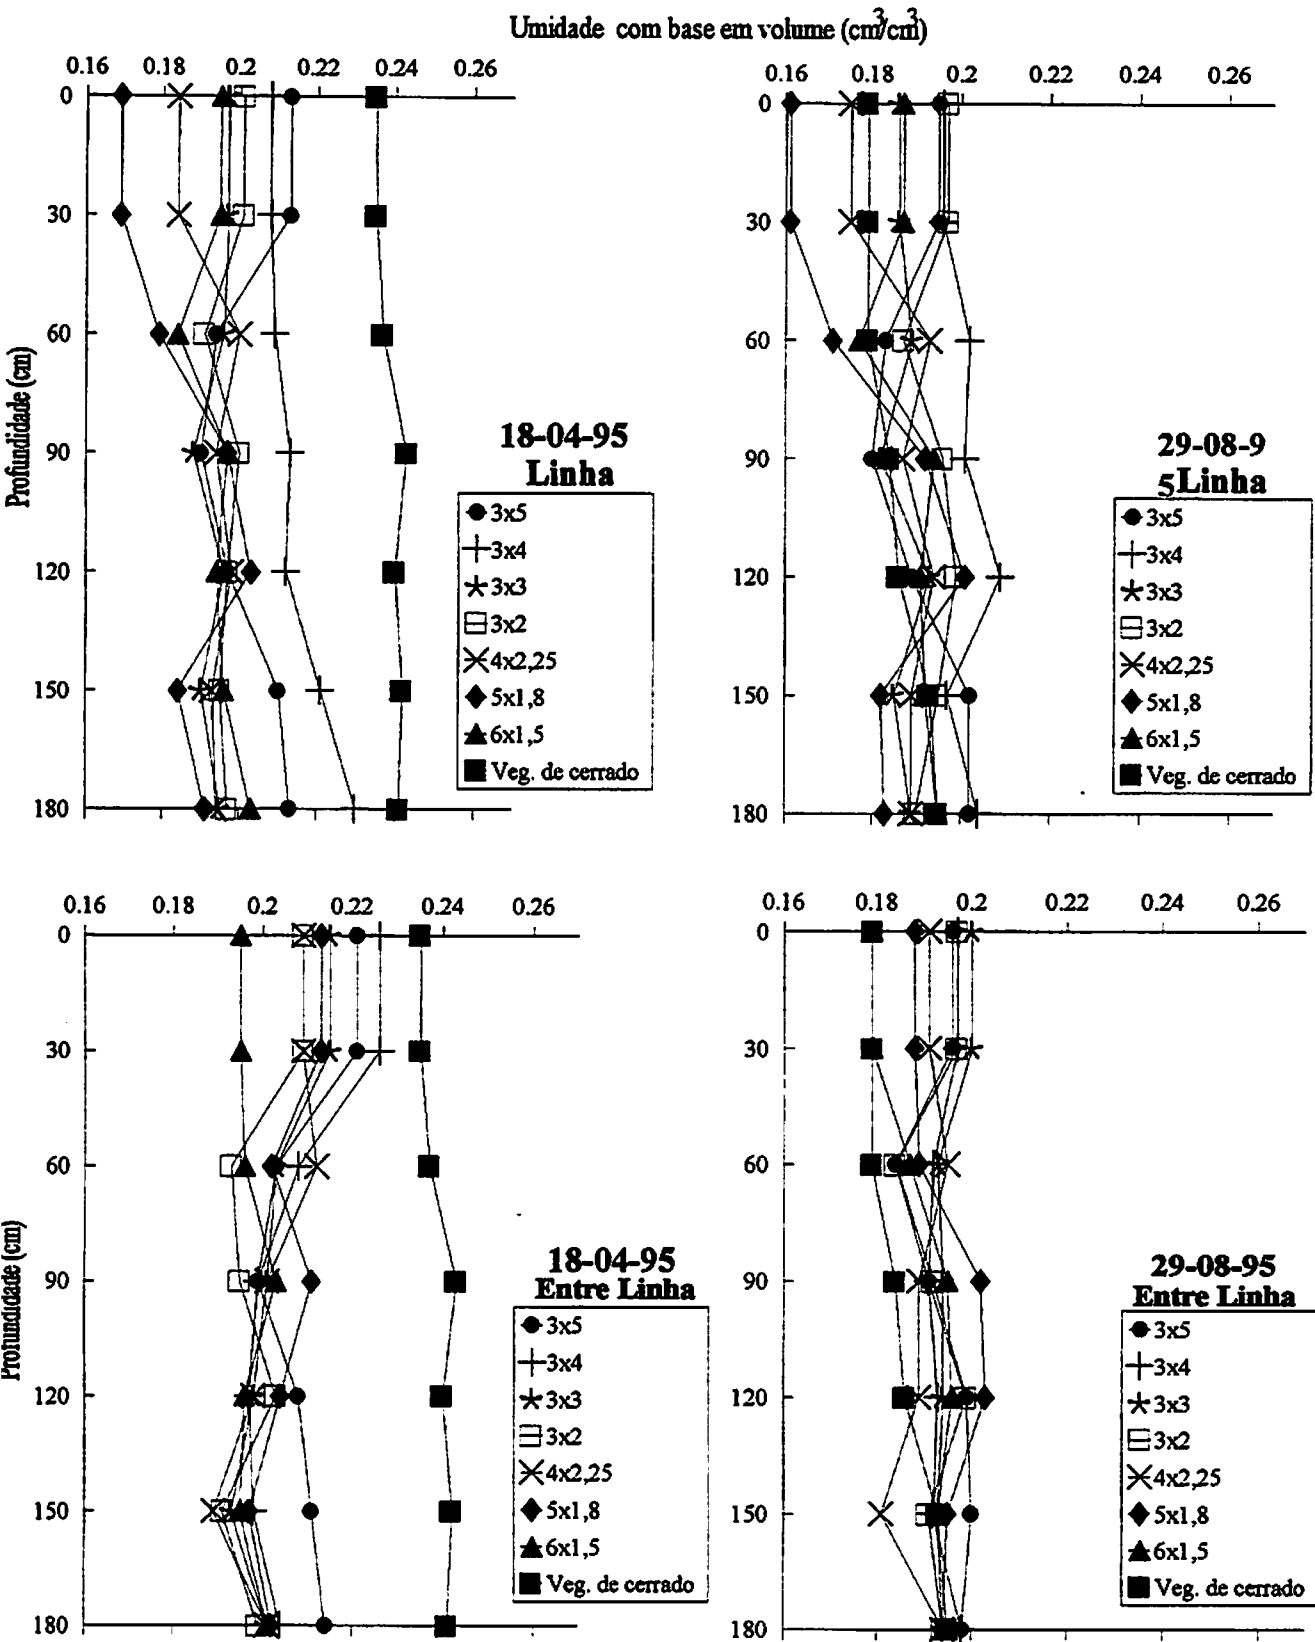 Umidade com base em volume (cm3/cm3)
0.16 0.18 0.2 0.22 0.24 0.26
0
30
60
90
120
150
180
Profundidade (cm)
18-04-95
Linha
3x5
3x4
3x3
3x2
4x2,25
5x1,8
6x1,5
Veg. de cerrado
0.16 0.18 0.2 0.22 0.24 0.26
0
30
60
90
120
150
180
29-08-9
5Linha
3x5
3x4
3x3
3x2
4x2,25
5x1,8
6x1,5
Veg. de cerrado
0.16 0.18 0.2 0.22 0.24 0.26
0
30
60
90
120
150
180
Profundidade (cm)
18-04-95
Entre Linha
3x5
3x4
3x3
3x2
4x2,25
5x1,8
6x1,5
Veg. de cerrado
0.16 0.18 0.2 0.22 0.24 0.26
0
30
60
90
120
150
180
29-08-95
Entre Linha
3x5
3x4
3x3
3x2
4x2,25
5x1,8
6x1,5
Veg. de cerrado